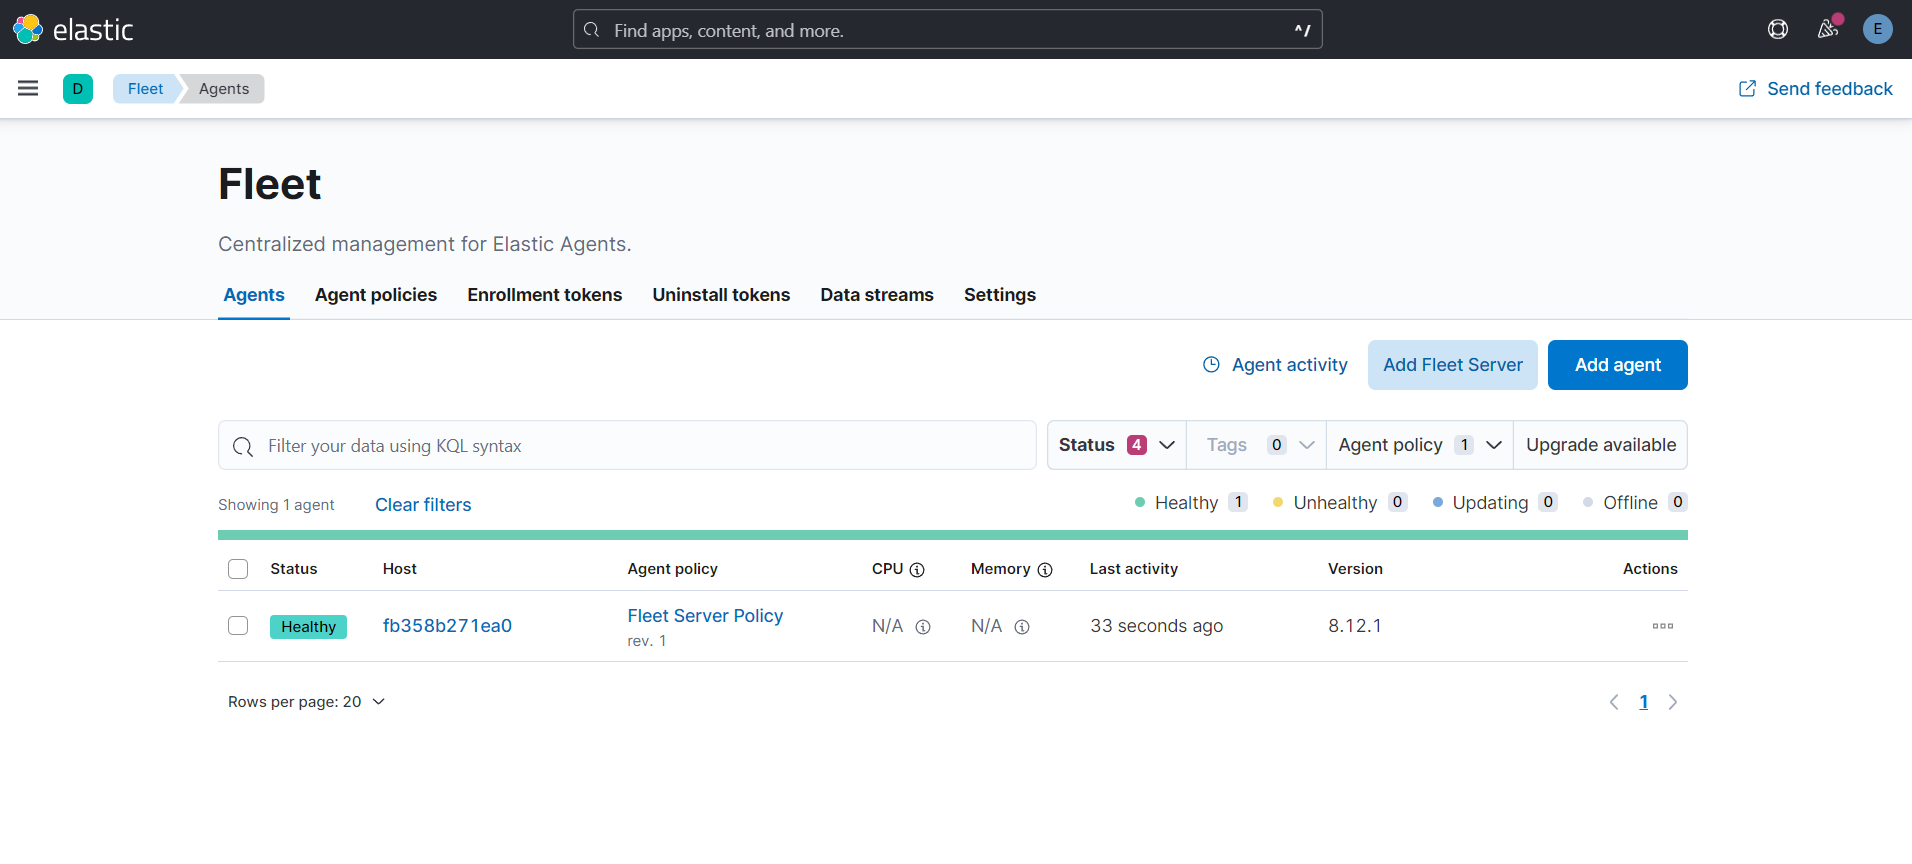 elastic
Find apps, content, and more.
^/
E
D
Fleet
Agents
Send feedback
Fleet
Centralized management for Elastic Agents.
Agents Agent policies Enrollment tokens Uninstall tokens Data streams Settings
Agent activity Add Fleet Server Add agent
Filter your data using KQL syntax
Status 4 Tags 0 Agent policy 1 Upgrade available
Showing 1 agent Clear filters Healthy 1 Unhealthy 0 Updating 0 Offline 0
Status Host Agent policy CPU Memory Last activity Version Actions
Healthy fb358b271ea0 Fleet Server Policy N/A N/A 33 seconds ago 8.12.1
rev. 1
Rows per page: 20 1